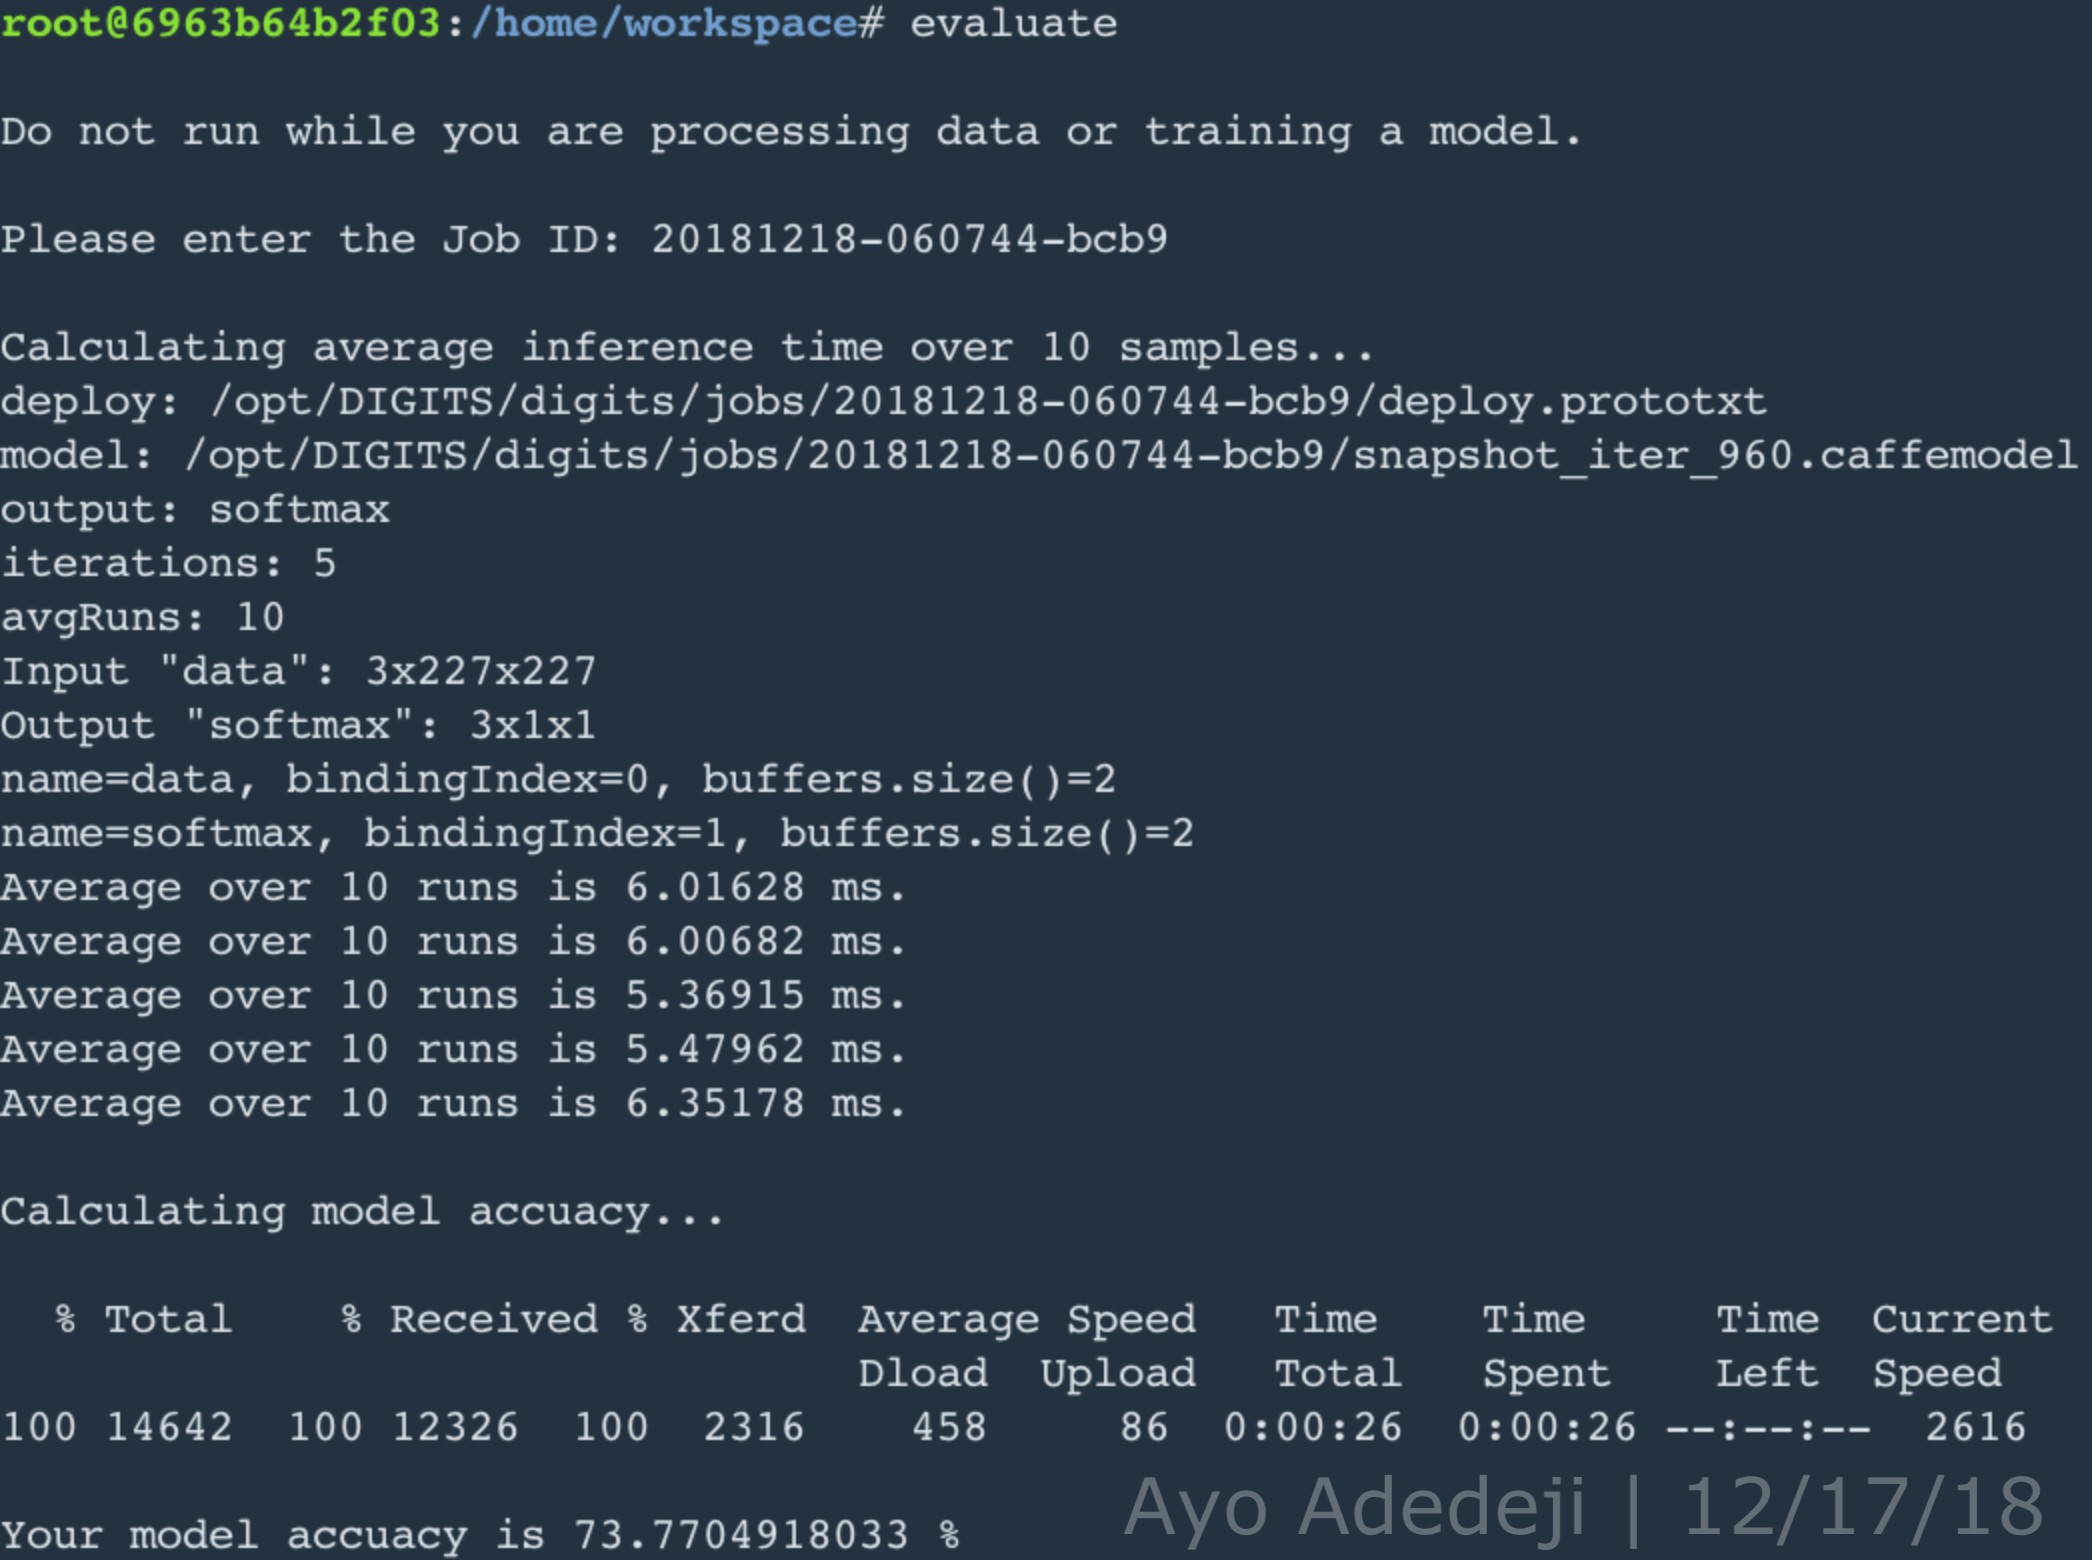 root@6963b64b2f03:/home/workspace# evaluate
Do not run while you are processing data or training a model.
Please enter the Job ID: 20181218-060744-bcb9
Calculating average inference time over 10 samples...
deploy: /opt/DIGITS/digits/jobs/20181218-060744-bcb9/deploy.prototxt
model: /opt/DIGITS/digits/jobs/20181218-060744-bcb9/snapshot_iter_960.caffemodel
output: softmax
iterations: 5
avgRuns: 10
Input "data": 3x227x227
Output "softmax": 3x1x1
name=data, bindingIndex=0, buffers.size()=2
name=softmax, bindingIndex=1, buffers.size()=2
Average over 10 runs is 6.01628 ms.
Average over 10 runs is 6.00682 ms.
Average over 10 runs is 5.36915 ms.
Average over 10 runs is 5.47962 ms.
Average over 10 runs is 6.35178 ms.
Calculating model accuacy...
% Total % Received % Xferd Average Speed Time Time Time Current
Dload Upload Total Spent Left Speed
100 14642 100 12326 100 2316 458 86 0:00:26 0:00:26 --:--:-- 2616
Your model accuacy is 73.7704918033 %
Ayo Adedeji | 12/17/18